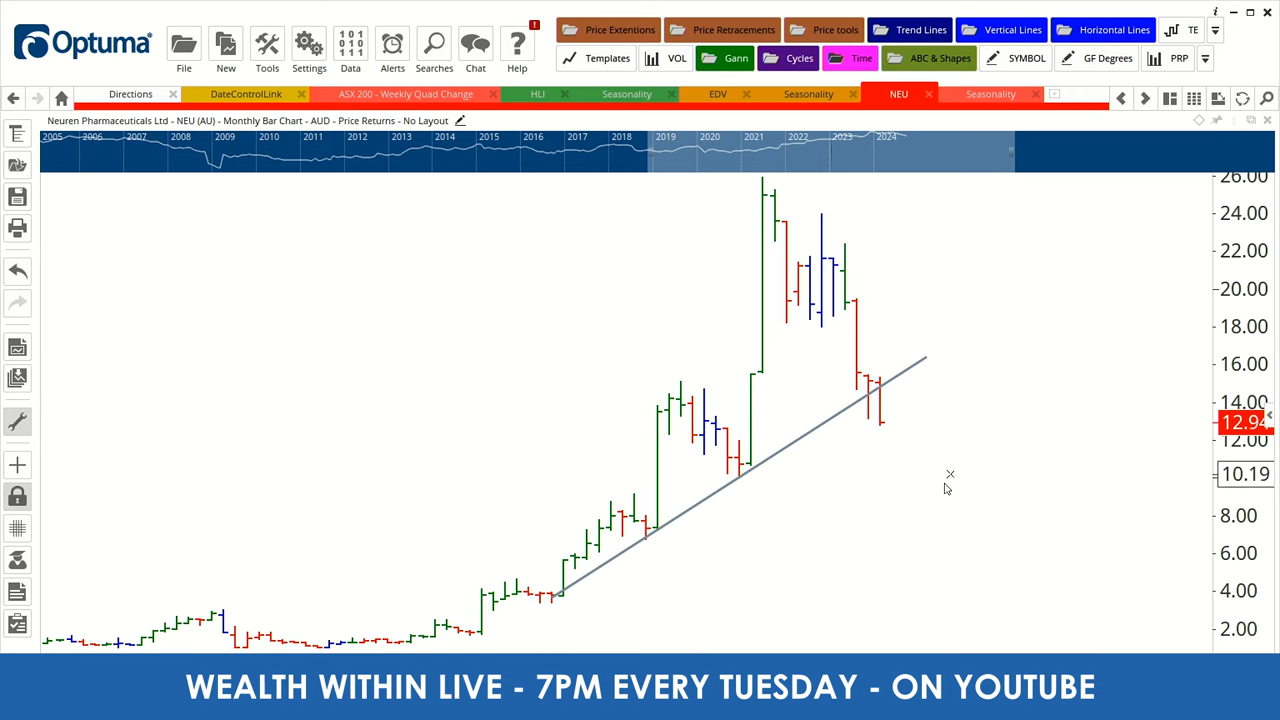 Optuma
File
New
Tools
Settings
Data
Alerts
Searches
Chat
Help
Price Extentions
Price Retracements
Price tools
Trend Lines
Vertical Lines
Horizontal Lines
TE
Templates
VOL
Gann
Cycles
Time
ABC & Shapes
SYMBOL
GF Degrees
PRP
Directions
DateControlLink
ASX 200 - Weekly Quad Change
HLI
Seasonality
EDV
Seasonality
NEU
Seasonality
Neuren Pharmaceuticals Ltd - NEU (AU) - Monthly Bar Chart - AUD - Price Returns - No Layout
2005 2006 2007 2008 2009 2010 2011 2012 2013 2014 2015 2016 2017 2018 2019 2020 2021 2022 2023 2024
26.00
24.00
22.00
20.00
18.00
16.00
14.00
12.94
12.00
10.19
8.00
6.00
4.00
2.00
WEALTH WITHIN LIVE - 7PM EVERY TUESDAY - ON YOUTUBE